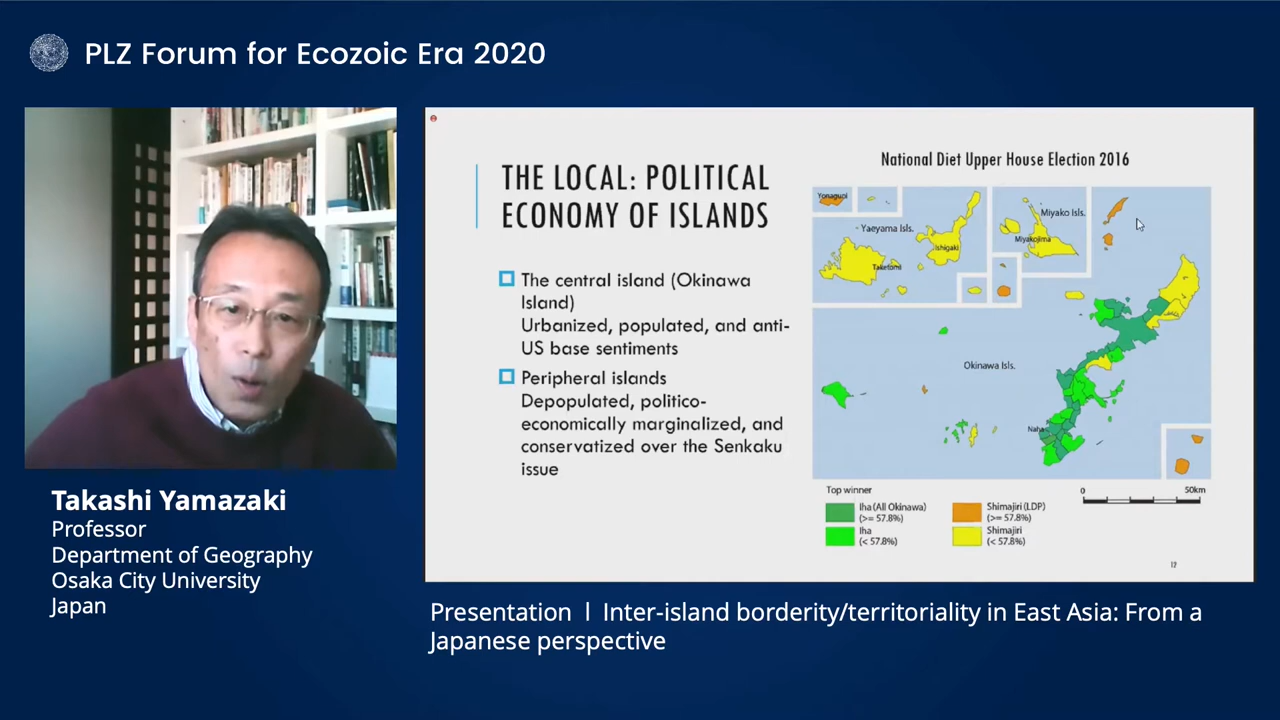 PLZ Forum for Ecozoic Era 2020
THE LOCAL: POLITICAL
ECONOMY OF ISLANDS
The central island (Okinawa
Island)
Urbanized, populated, and anti-
US base sentiments
Peripheral islands
Depopulated, politico-
economically marginalized, and
conservatized over the Senkaku
issue
National Diet Upper House Election 2016
Yonaguni
Yaeyama Isls.
Ishigaki
Taketomi
Miyako Isls.
Miyakojima
Okinawa Isls.
Naha
Top winner
Iha (All Okinawa)
(>= 57.8%)
Iha
(< 57.8%)
Shimajiri (LDP)
(>= 57.8%)
Shimajiri
(< 57.8%)
0 50km
Takashi Yamazaki
Professor
Department of Geography
Osaka City University
Japan
Presentation l Inter-island borderity/territoriality in East Asia: From a
Japanese perspective